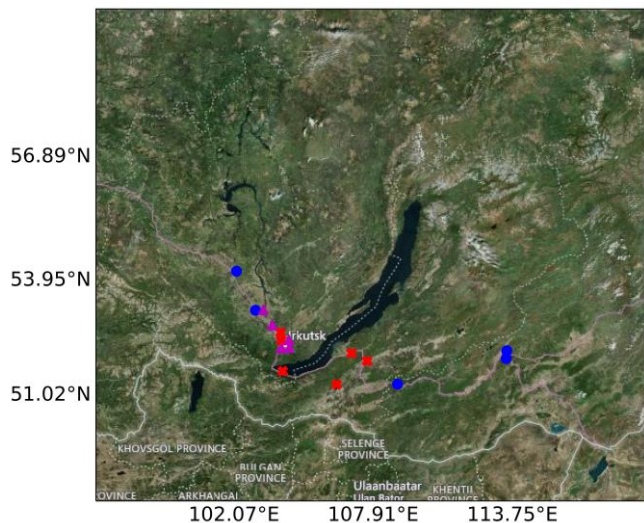 56.89°N
53.95°N
Irkutsk
51.02°N
KHOVSGOL PROVINCE
SELENGE
PROVINCE
BULGAN
PROVINCE
Ulaanbaatar
Ulan Bator
KHENTII
PROVINCE
OVINCE
ARKHANGAI
102.07°E 107.91°E 113.75°E